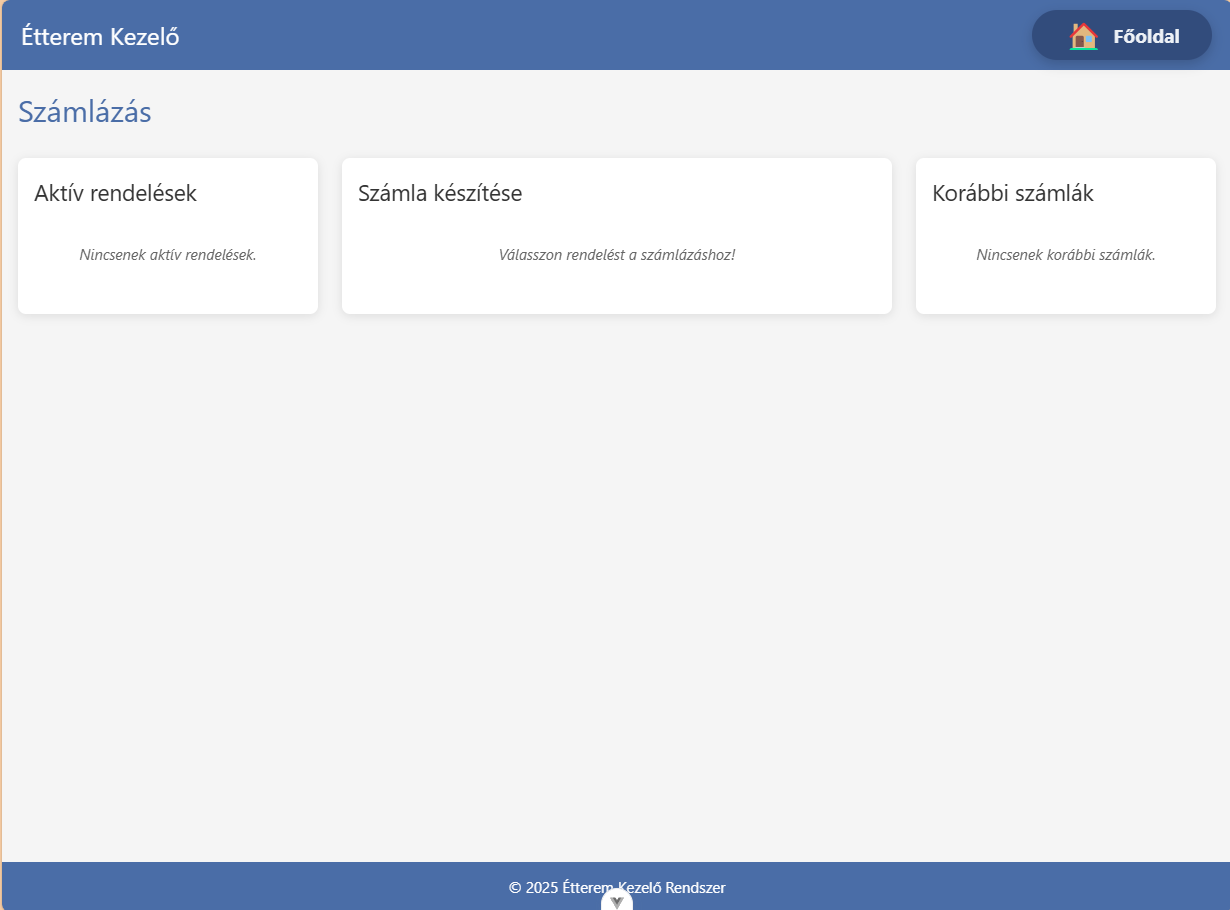 Étterem Kezelő
Főoldal
Számlázás
Aktív rendelések
Nincsenek aktív rendelések.
Számla készítése
Válasszon rendelést a számlázáshoz!
Korábbi számlák
Nincsenek korábbi számlák.
© 2025 Étterem Kezelő Rendszer